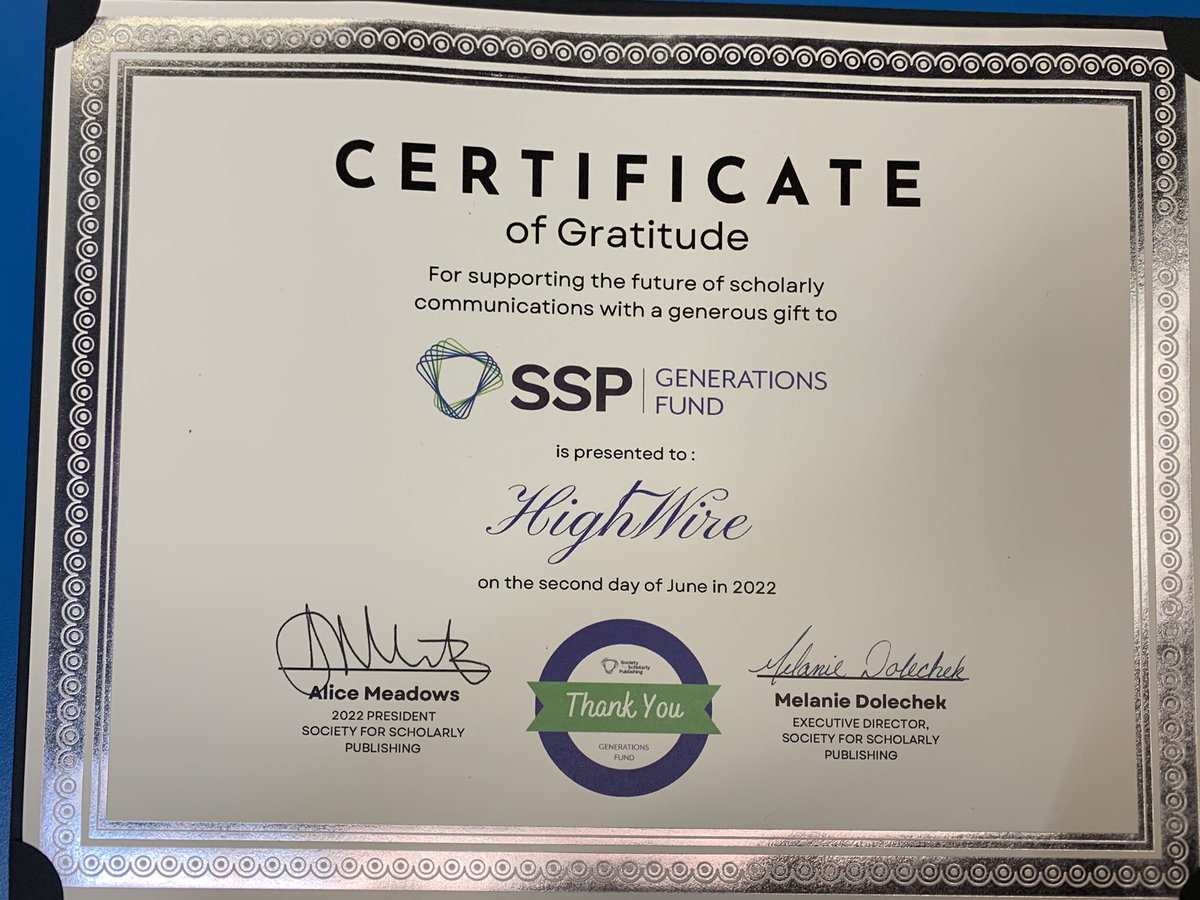 CERTIFICATE
of Gratitude
For supporting the future of scholarly
communications with a generous gift to
SSP GENERATIONS
FUND
is presented to :
HighWire
on the second day of June in 2022
Alice Meadows
2022 PRESIDENT
SOCIETY FOR SCHOLARLY
PUBLISHING
Society
for Scholarly
Publishing
Thank You
GENERATIONS
FUND
Melanie Dolechek
Melanie Dolechek
EXECUTIVE DIRECTOR,
SOCIETY FOR SCHOLARLY
PUBLISHING